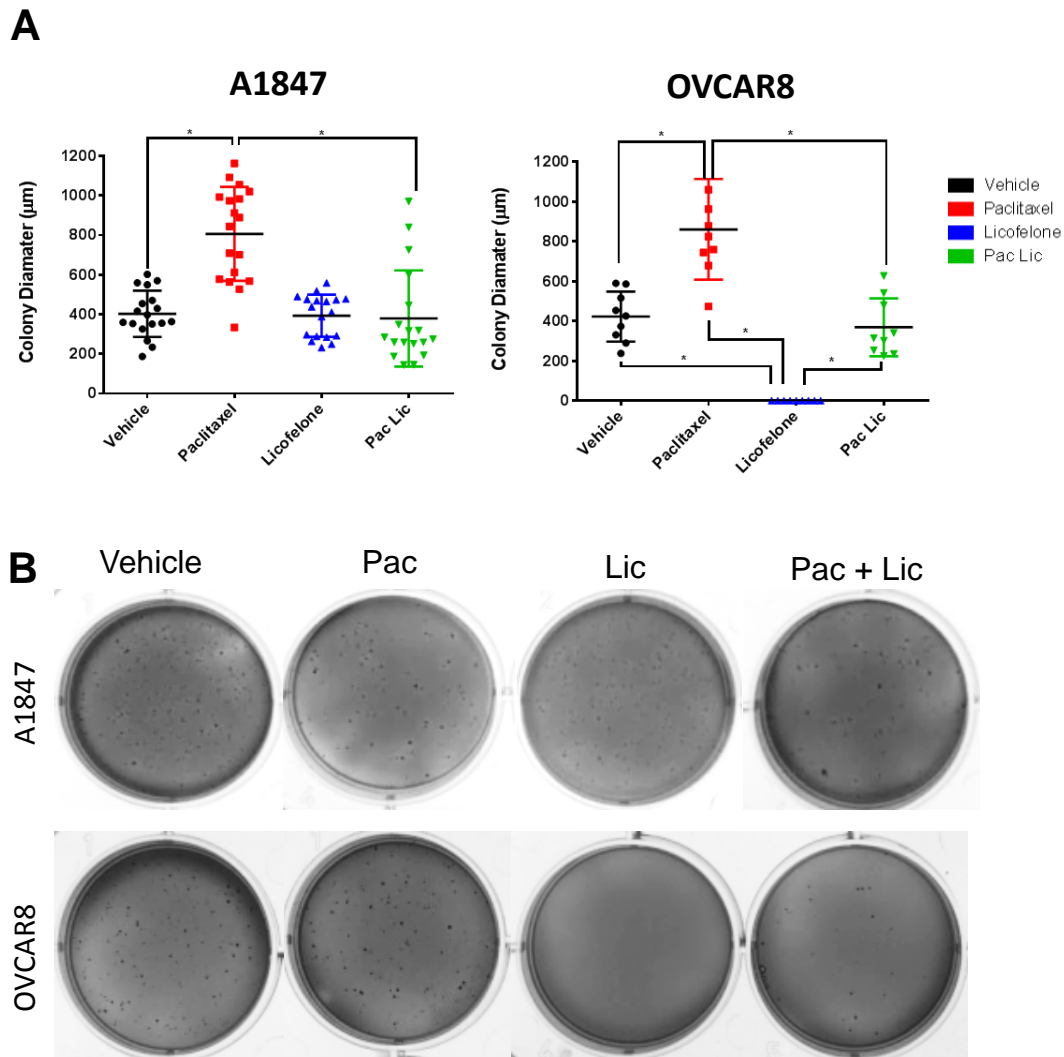 A
A1847
OVCAR8
*
*
*
*
*
*
*
Colony Diamater (µm)
1200
1000
800
600
400
200
0
Vehicle
Paclitaxel
Licofelone
Pac Lic
Colony Diamater (µm)
1200
1000
800
600
400
200
0
Vehicle
Paclitaxel
Licofelone
Pac Lic
Vehicle
Paclitaxel
Licofelone
Pac Lic
B
Vehicle
Pac
Lic
Pac + Lic
A1847
OVCAR8